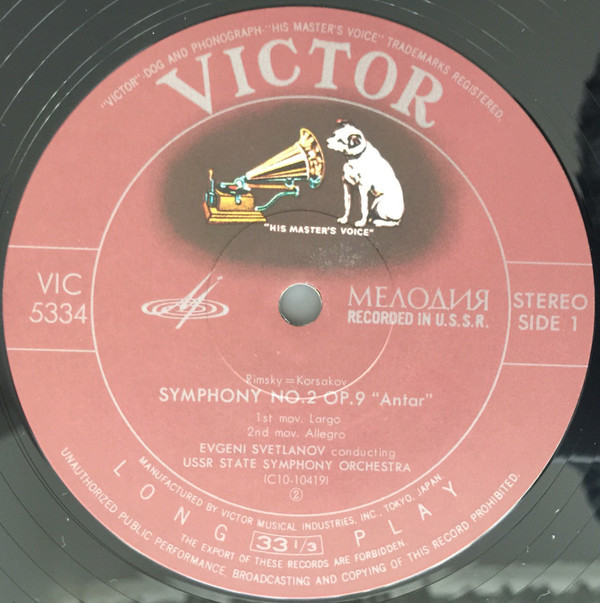 "VICTOR"-DOG AND PHONOGRAPH-"HIS MASTER'S VOICE" TRADEMARKS REGISTERED.
VICTOR
"HIS MASTER'S VOICE"
VIC
5334
МЕЛОДИЯ
RECORDED IN U.S.S.R.
STEREO
SIDE 1
Rimsky=Korsakov
SYMPHONY NO.2 OP.9 "Antar"
1st mov. Largo
2nd mov. Allegro
EVGENI SVETLANOV conducting
USSR STATE SYMPHONY ORCHESTRA
(C10-10419)
②
LONG 33 1/3 PLAY
MANUFACTURED BY VICTOR MUSICAL INDUSTRIES, INC., TOKYO, JAPAN
THE EXPORT OF THESE RECORDS ARE FORBIDDEN.
UNAUTHORIZED PUBLIC PERFORMANCE, BROADCASTING AND COPYING OF THIS RECORD PROHIBITED.